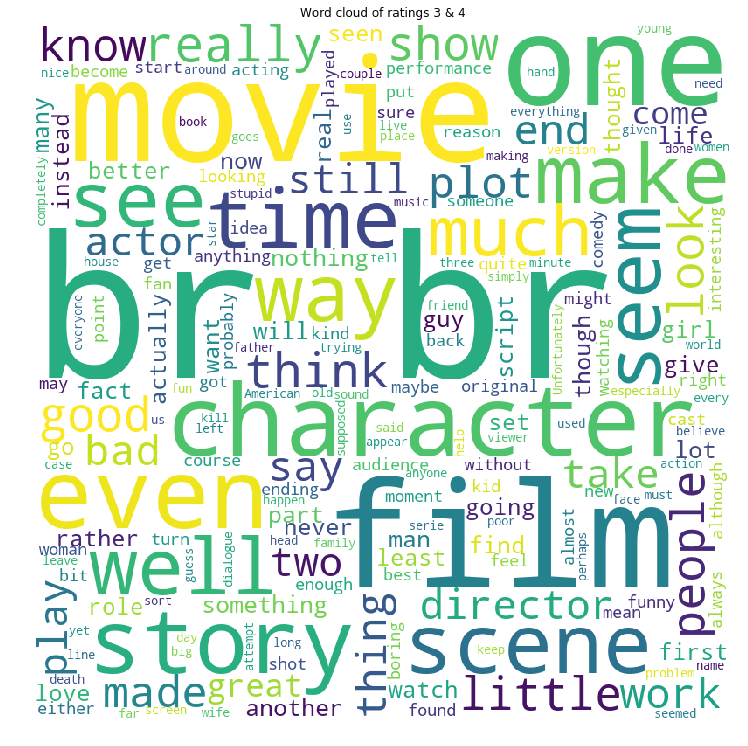 Word cloud of ratings 3 & 4
know
really
seen
show
one
young
nice
become
start
around
acting
couple
performance
hand
need
movie
played
put
many
book
use
live
place
sure
reason
everything
given
thought
come
life
done
women
goes
real
end
version
completely
instead
better
now
looking
still
making
plot
make
see
time
stupid
music
someone
actor
star
idea
much
seem
look
interesting
comedy
anything
nothing
tell
three
quite
minute
simply
house
get
br
br
way
fan
friend
might
everyone
point
actually
want
probably
will
kind
guy
back
script
though
watching
girl
world
father
trying
think
Unfortunately
give
right
may
fact
fun
got
American
old
sound
maybe
original
especially
every
us
kill
left
supposed
character
set
used
cast
believe
good
bad
said
appear
viewer
lot
action
go
case
course
say
audience
help
without
take
people
although
even
ending
happen
moment
anyone
kid
going
new
face
must
part
never
film
serie
poor
rather
turn
head
two
man
find
almost
perhaps
woman
leave
bit
well
guess
dialogue
family
least
feel
best
enough
play
role
sort
something
thing
director
mean
funny
always
yet
line
story
day
big
attempt
long
shot
boring
scene
keep
first
problem
name
death
love
made
great
watch
little
work
either
far
screen
wife
another
found
seemed